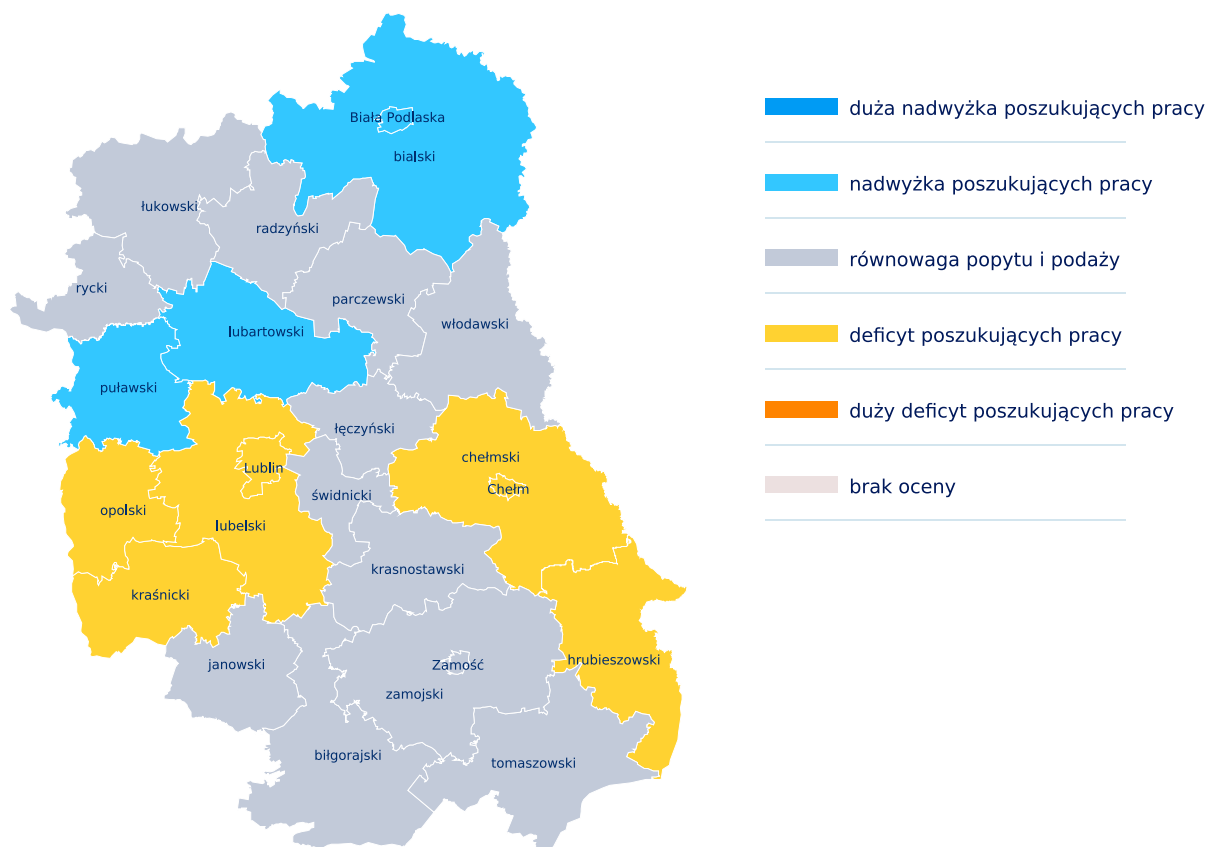 Biała Podlaska
bialski
łukowski
radzyński
rycki
parczewski
włodawski
lubartowski
puławski
łęczyński
chełmski
Lublin
Chełm
świdnicki
opolski
lubelski
krasnostawski
kraśnicki
janowski
Zamość
hrubieszowski
zamojski
biłgorajski
tomaszowski
duża nadwyżka poszukujących pracy
nadwyżka poszukujących pracy
równowaga popytu i podaży
deficyt poszukujących pracy
duży deficyt poszukujących pracy
brak oceny